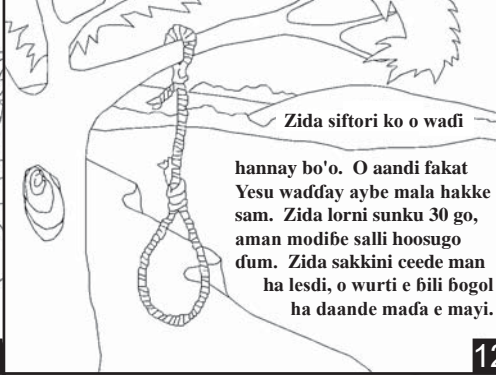 Zida siftori ko o waɗi
hannay bo'o. O aandi fakat
Yesu waɗɗay aybe mala hakke
sam. Zida lorni sunku 30 go,
aman modiɓe salli hoosugo
ɗum. Zida sakkini ceede man
ha lesdi, o wurti e ɓili ɓogol
ha daande maɗa e mayi.
12